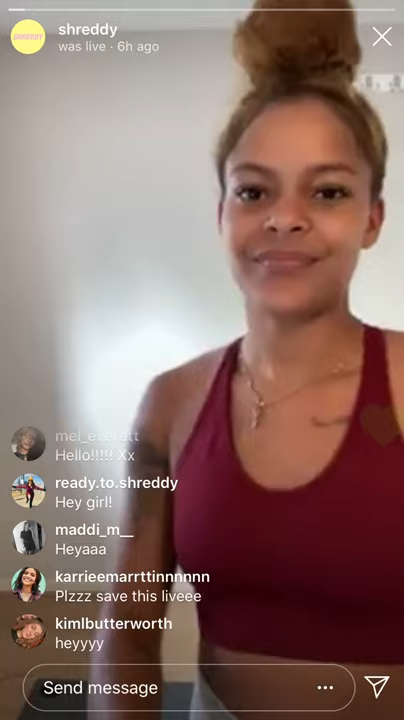 SHREDDY
shreddy
was live · 6h ago
mel_everett
Hello!!!!! Xx
ready.to.shreddy
Hey girl!
maddi_m__
Heyaaa
karrieemarrttinnnnnn
Plzzz save this liveee
kimlbutterworth
heyyyy
Send message